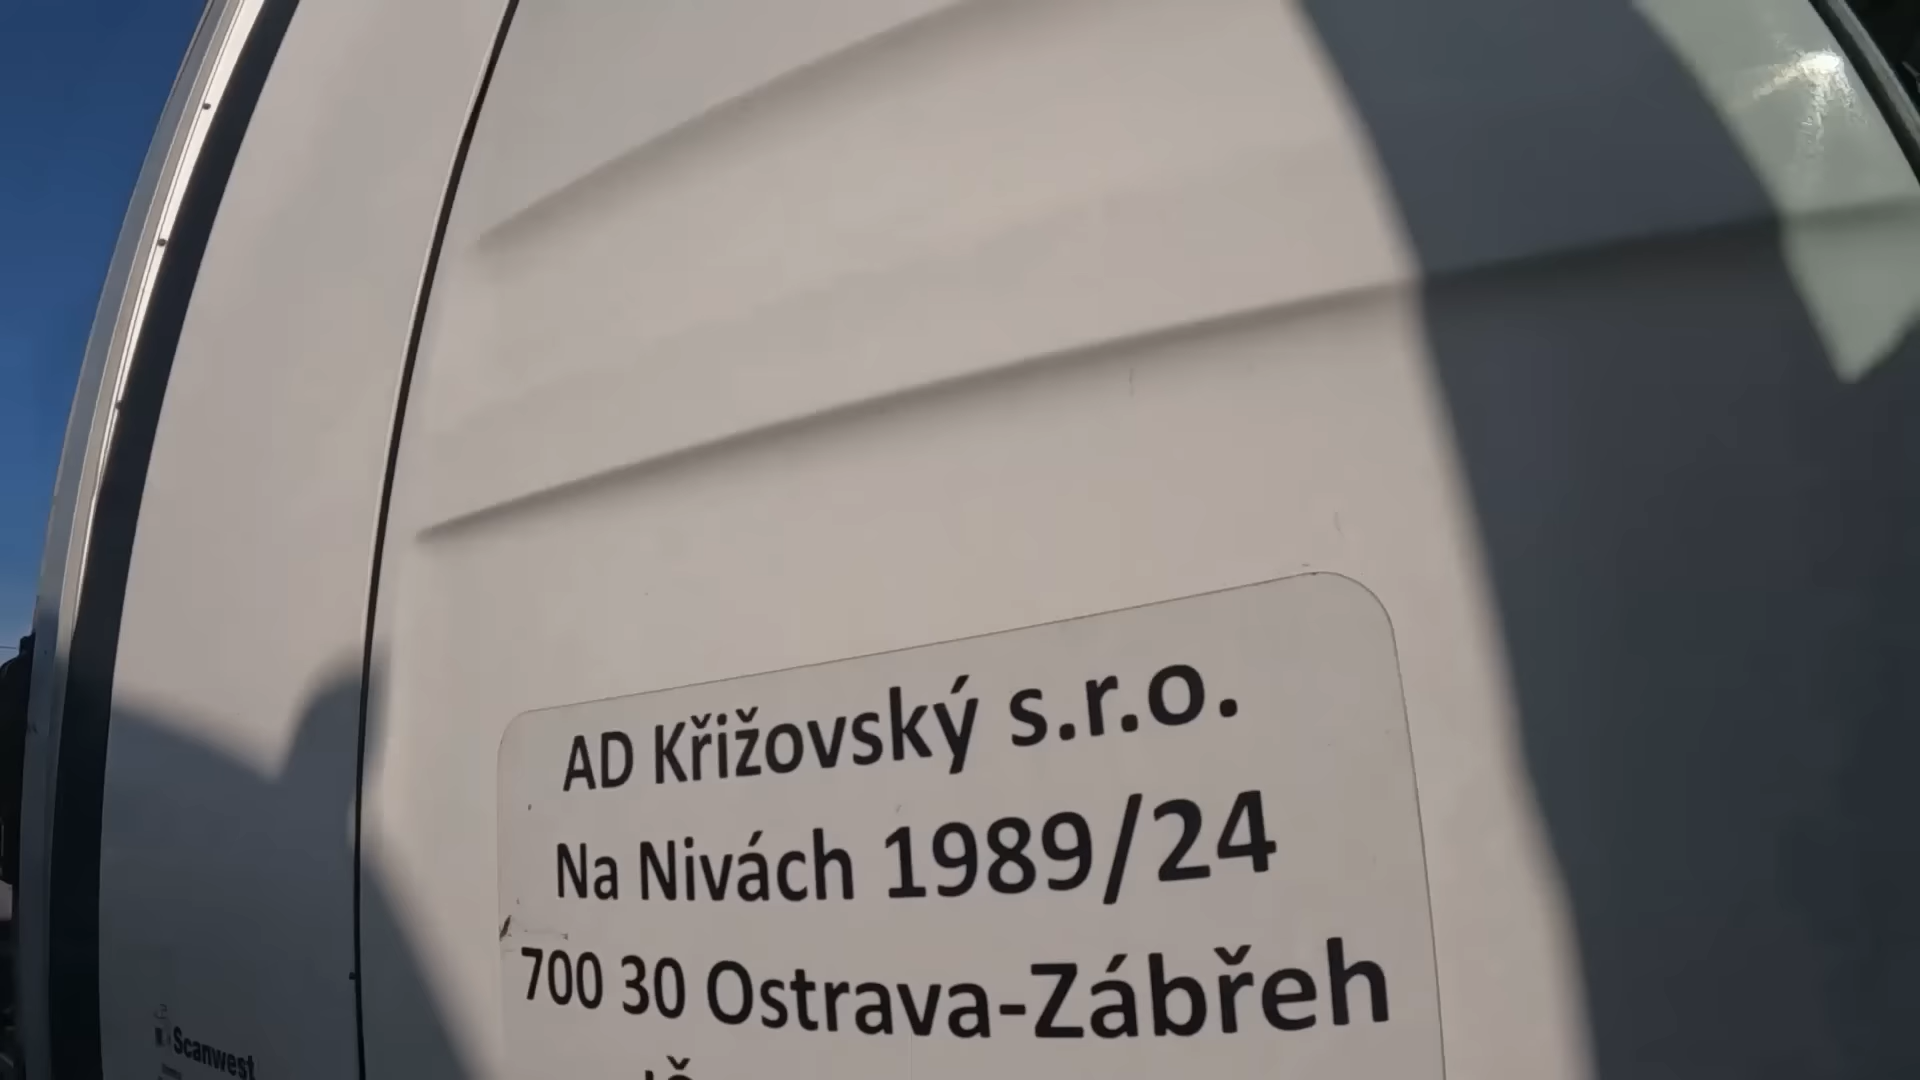 AD Křižovský s.r.o.
Na Nivách 1989/24
700 30 Ostrava-Zábřeh
Scanwest